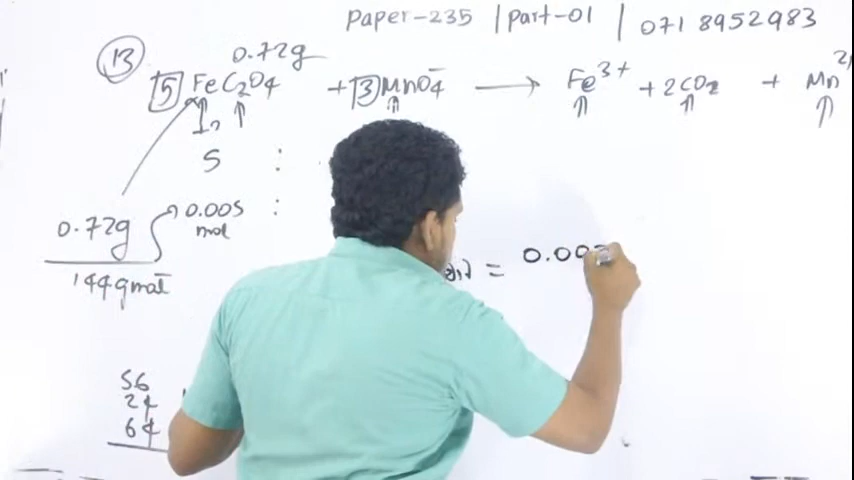 Paper-235 | Part-01 | 071 8952983
13
0.72g
5 FeC₂O₄ + 3 MnO₄⁻ → Fe³⁺ + 2CO₂ + Mn²
S :
0.72g 0.005 :
mol
144gmol⁻
= 0.00
56
24
64